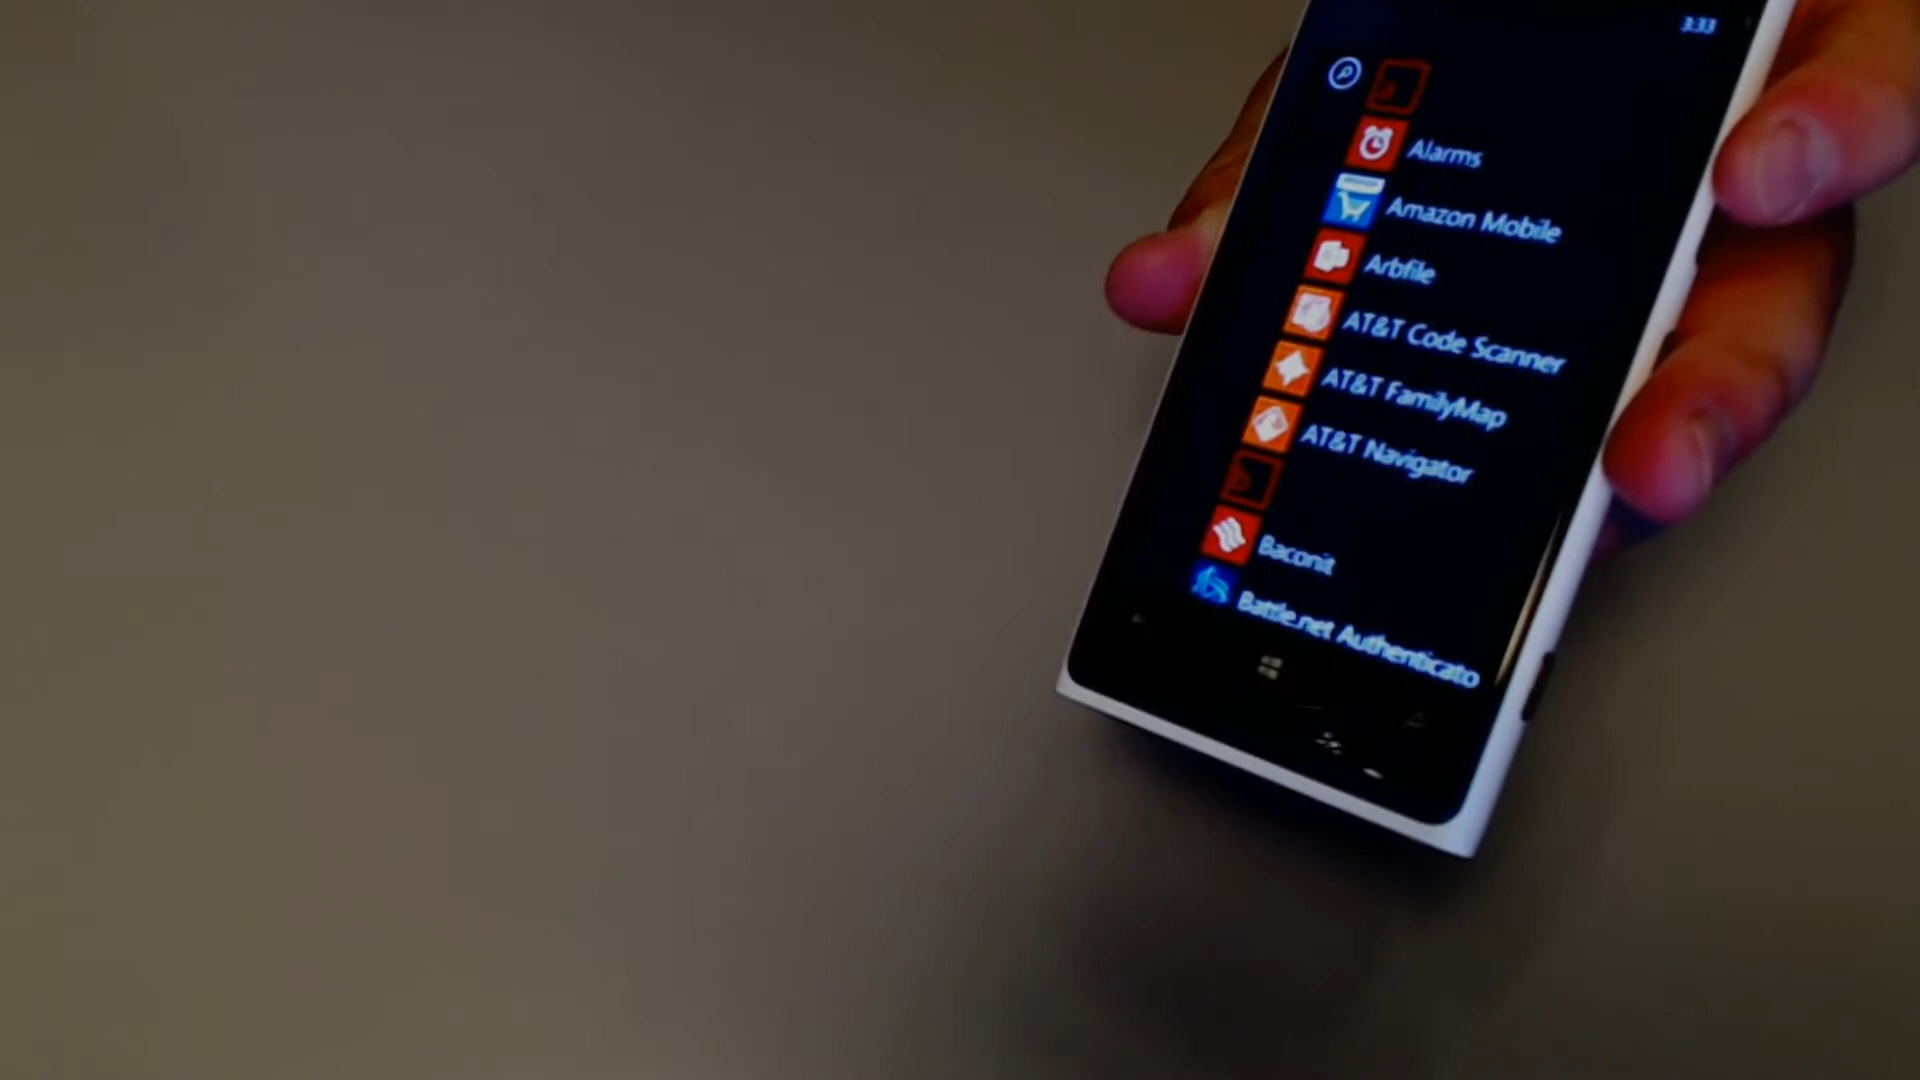 3:33
a
Alarms
Amazon Mobile
Arbfile
AT&T Code Scanner
AT&T FamilyMap
AT&T Navigator
b
Baconit
Battle.net Authenticato